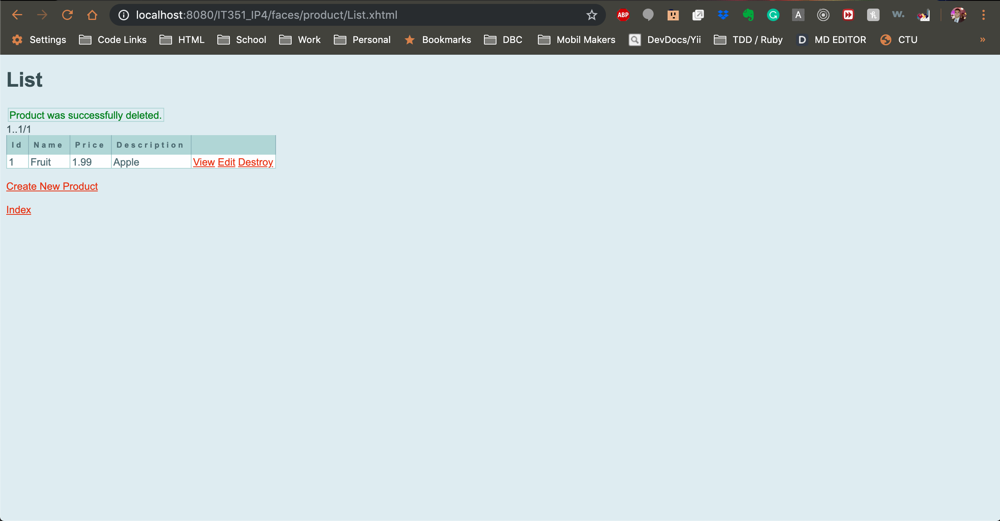 localhost:8080/IT351_IP4/faces/product/List.xhtml
ABP G A h w.
Settings Code Links HTML School Work Personal Bookmarks DBC Mobil Makers DevDocs/Yii TDD / Ruby D MD EDITOR CTU »
List
Product was successfully deleted.
1..1/1
Id Name Price Description
1 Fruit 1.99 Apple View Edit Destroy
Create New Product
Index